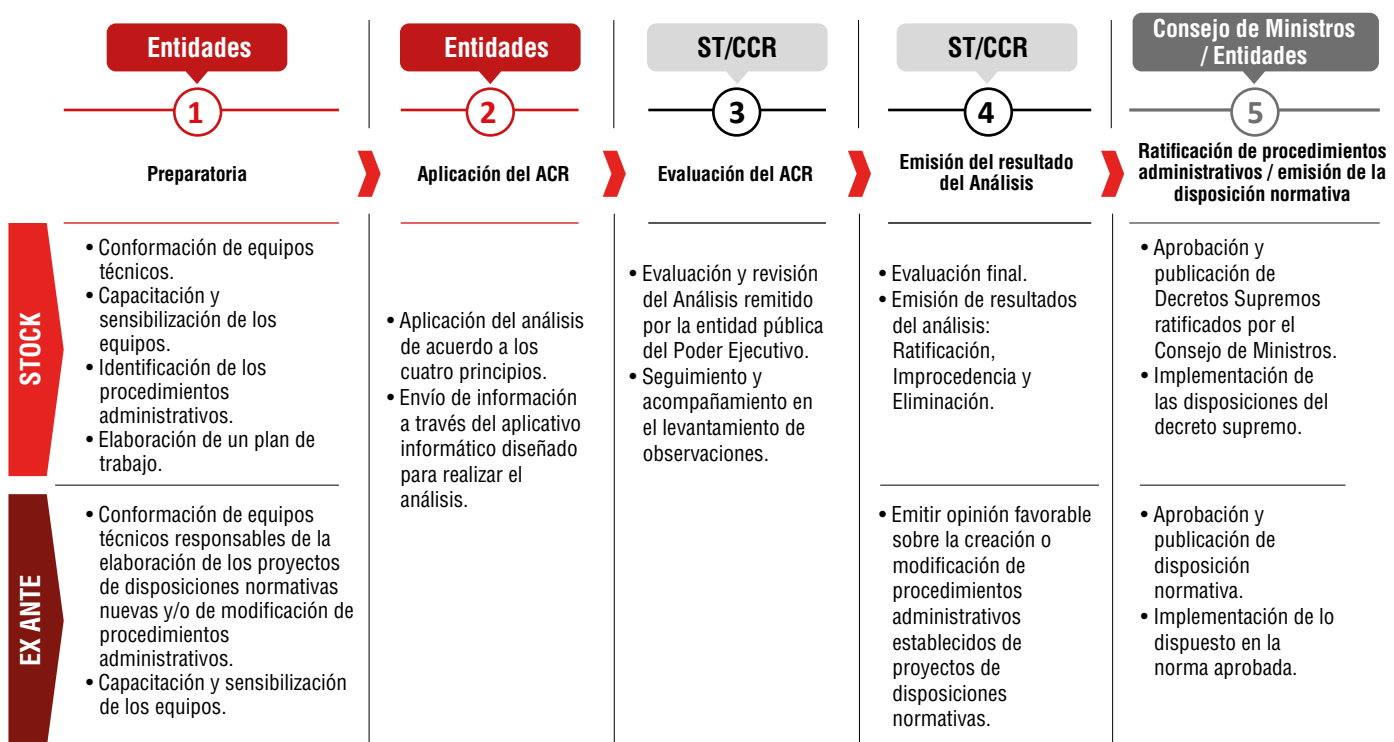 Entidades
1
Preparatoria
Entidades
2
Aplicación del ACR
ST/CCR
3
Evaluación del ACR
ST/CCR
4
Emisión del resultado
del Análisis
Consejo de Ministros
/ Entidades
5
Ratificación de procedimientos
administrativos / emisión de la
disposición normativa
STOCK
• Conformación de equipos
técnicos.
• Capacitación y
sensibilización de los
equipos.
• Identificación de los
procedimientos
administrativos.
• Elaboración de un plan de
trabajo.
• Aplicación del análisis
de acuerdo a los
cuatro principios.
• Envío de información
a través del aplicativo
informático diseñado
para realizar el
análisis.
• Evaluación y revisión
del Análisis remitido
por la entidad pública
del Poder Ejecutivo.
• Seguimiento y
acompañamiento en
el levantamiento de
observaciones.
• Evaluación final.
• Emisión de resultados
del análisis:
Ratificación,
Improcedencia y
Eliminación.
• Aprobación y
publicación de
Decretos Supremos
ratificados por el
Consejo de Ministros.
• Implementación de
las disposiciones del
decreto supremo.
EX ANTE
• Conformación de equipos
técnicos responsables de la
elaboración de los proyectos
de disposiciones normativas
nuevas y/o de modificación de
procedimientos
administrativos.
• Capacitación y sensibilización
de los equipos.
• Emitir opinión favorable
sobre la creación o
modificación de
procedimientos
administrativos
establecidos de
proyectos de
disposiciones
normativas.
• Aprobación y
publicación de
disposición
normativa.
• Implementación de lo
dispuesto en la
norma aprobada.